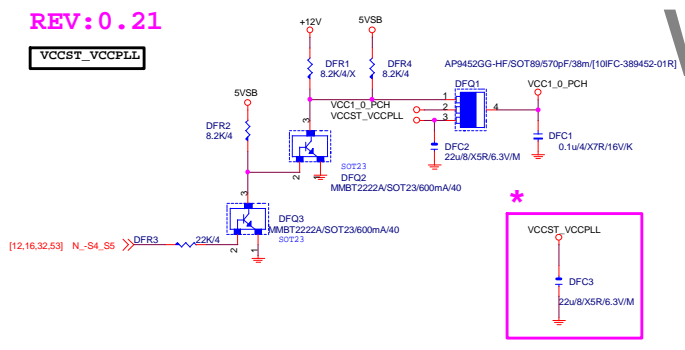 REV:0.21
VCCST_VCCPLL
+12V
5VSB
DFR1
8.2K/4/X
DFR4
8.2K/4
AP9452GG-HF/SOT89/570pF/38m/[10IFC-389452-01R]
DFQ1
VCC1_0_PCH
5VSB
VCC1_0_PCH
VCCST_VCCPLL
1
2
3
4
DFR2
8.2K/4
3
DFC2
22u/8/X5R/6.3V/M
DFC1
0.1u/4/X7R/16V/K
SOT23
2
1
DFQ2
MMBT2222A/SOT23/600mA/40
3
*
DFQ3
MMBT2222A/SOT23/600mA/40
SOT23
VCCST_VCCPLL
[12,16,32,53] N_-S4_S5
DFR3
22K/4
2
1
DFC3
22u/8/X5R/6.3V/M